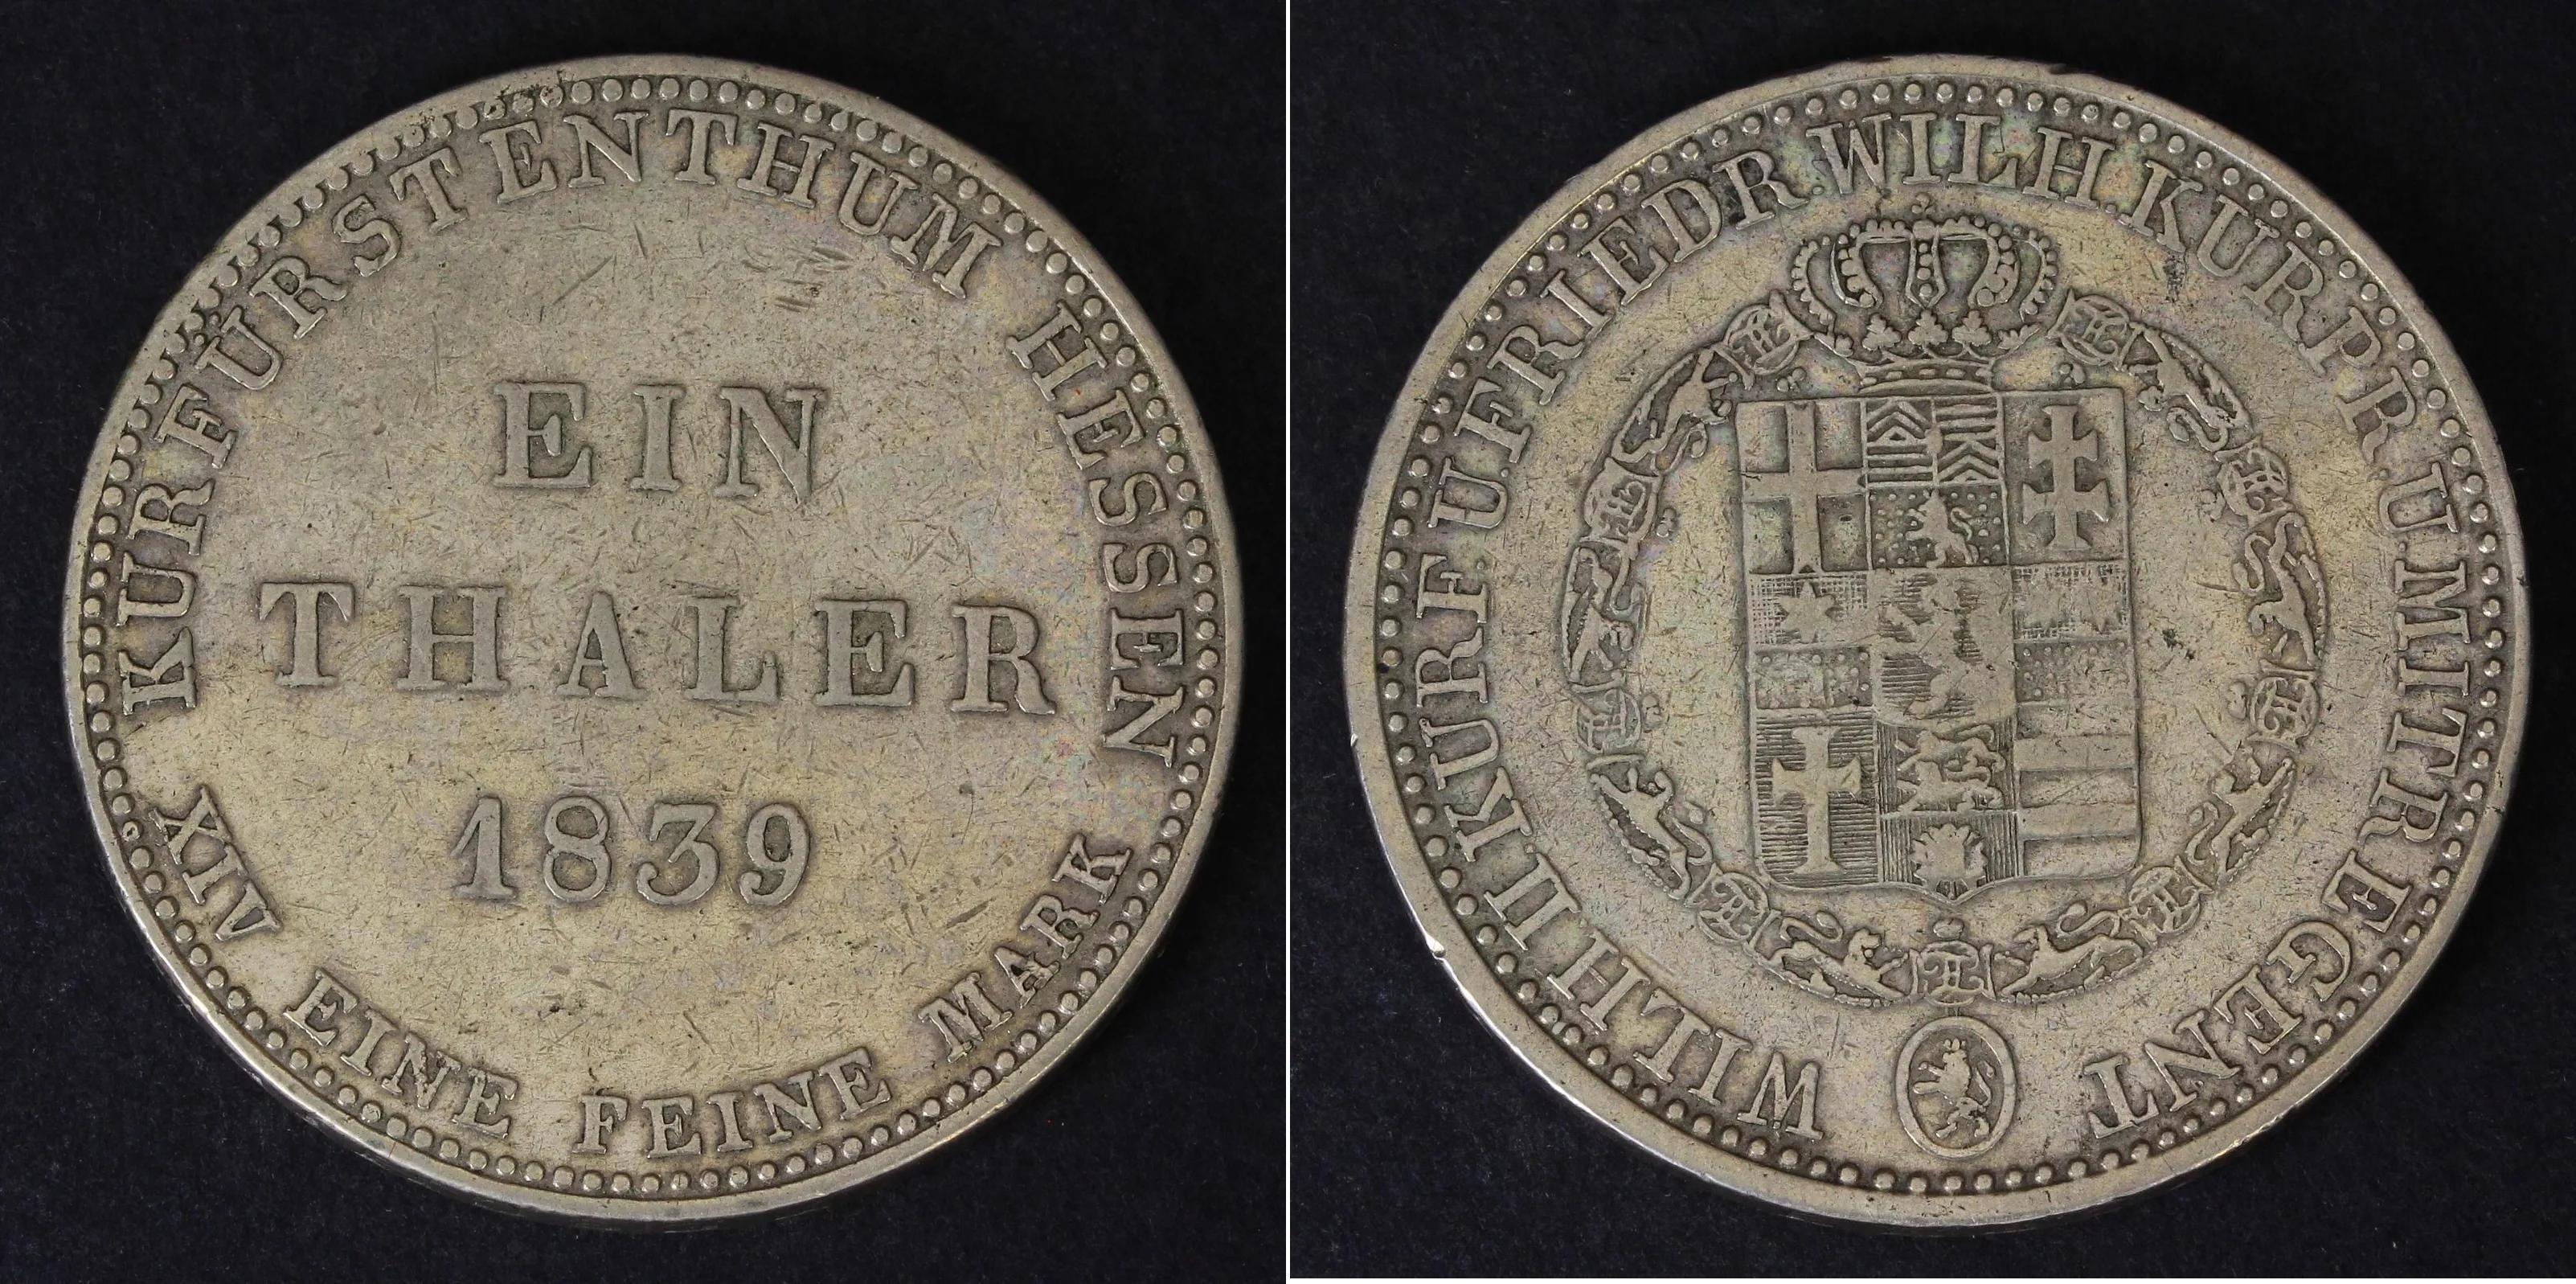 KURFÜRSTENTHUM HESSEN
EIN
THALER
1839
XIV EINE FEINE MARK
WILH.II.KURF.U.FRIEDR.WILH.KURPR.U.MITREGENT